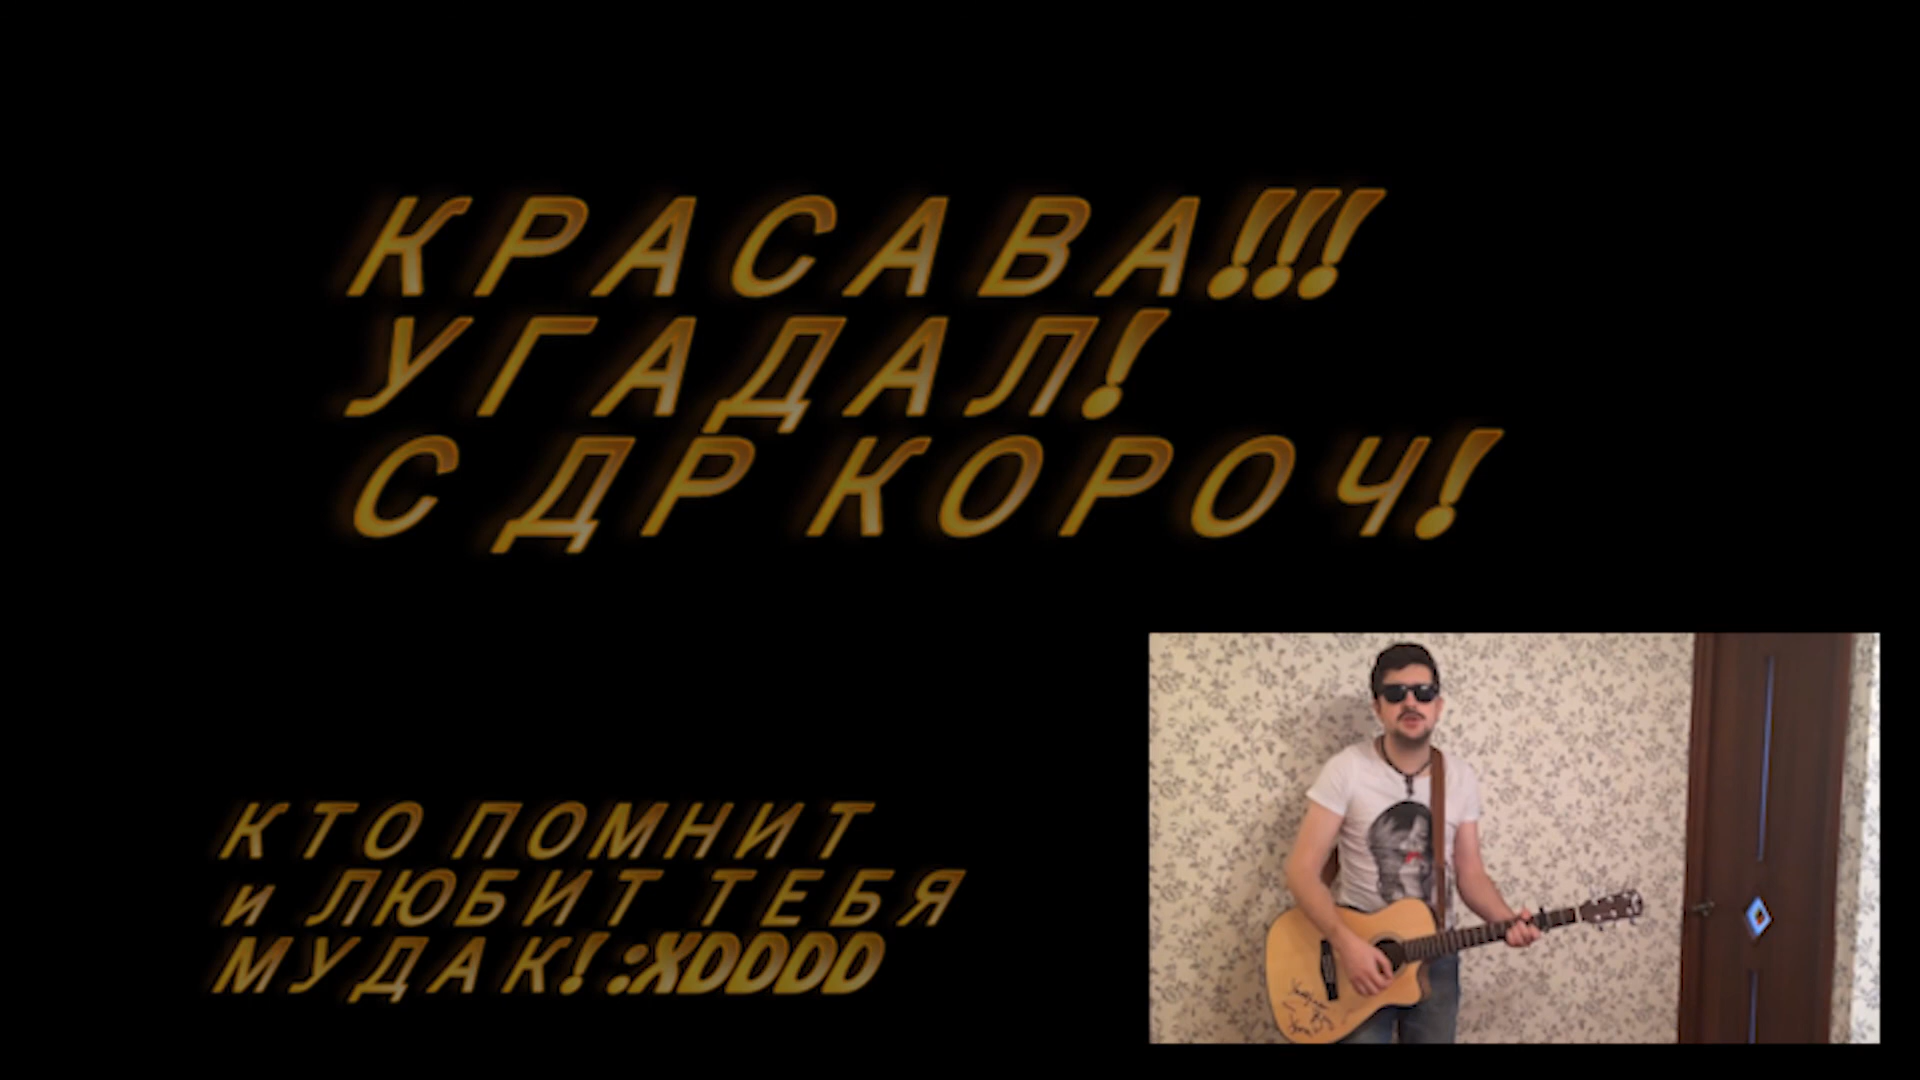 КРАСАВА!!!
УГАДАЛ!
С ДР КОРОЧ!
КТО ПОМНИТ
и ЛЮБИТ ТЕБЯ
МУДАК! :XDDDD